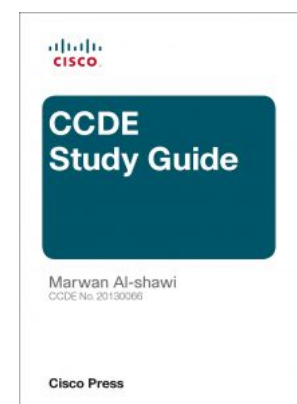 CISCO
CCDE
Study Guide
Marwan Al-shawi
CCDE No. 20130066
Cisco Press